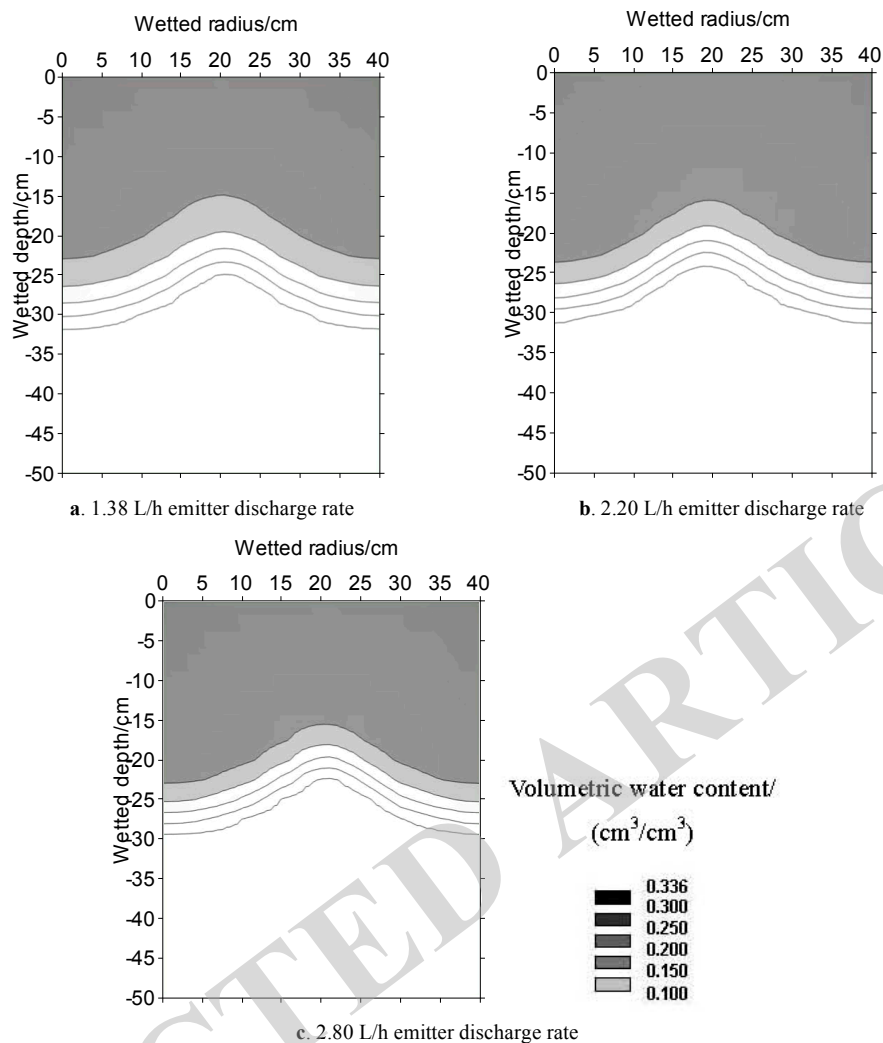 Wetted radius/cm
0 5 10 15 20 25 30 35 40
Wetted depth/cm
0
-5
-10
-15
-20
-25
-30
-35
-40
-45
-50
a. 1.38 L/h emitter discharge rate
Wetted radius/cm
0 5 10 15 20 25 30 35 40
Wetted depth/cm
0
-5
-10
-15
-20
-25
-30
-35
-40
-45
-50
b. 2.20 L/h emitter discharge rate
Wetted radius/cm
0 5 10 15 20 25 30 35 40
Wetted depth/cm
0
-5
-10
-15
-20
-25
-30
-35
-40
-45
-50
c. 2.80 L/h emitter discharge rate
Volumetric water content/
(cm³/cm³)
0.336
0.300
0.250
0.200
0.150
0.100
CTED ARTIC